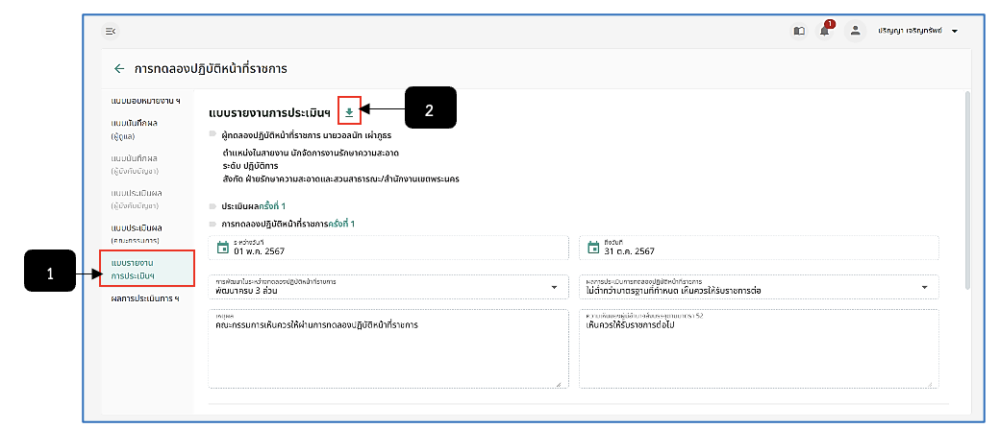 1
ปริญญา เจริญทรัพย์
การทดลองปฏิบัติหน้าที่ราชการ
แบบมอบหมายงาน ฯ
แบบบันทึกผล
(ผู้ดูแล)
แบบบันทึกผล
(ผู้บังคับบัญชา)
แบบประเมินผล
(ผู้บังคับบัญชา)
แบบประเมินผล
(คณะกรรมการ)
1
แบบรายงาน
การประเมินฯ
ผลการประเมินการ ฯ
แบบรายงานการประเมินฯ
2
ผู้ทดลองปฏิบัติหน้าที่ราชการ นายวอลนัท เผ่าภูธร
ตำแหน่งในสายงาน นักจัดการงานรักษาความสะอาด
ระดับ ปฏิบัติการ
สังกัด ฝ่ายรักษาความสะอาดและสวนสาธารณะ/สำนักงานเขตพระนคร
ประเมินผลครั้งที่ 1
การทดลองปฏิบัติหน้าที่ราชการครั้งที่ 1
ระหว่างวันที่
01 พ.ค. 2567
ถึงวันที่
31 ต.ค. 2567
การพัฒนาในระหว่างทดลองปฏิบัติหน้าที่ราชการ
พัฒนาครบ 3 ส่วน
ผลการประเมินการทดลองปฏิบัติหน้าที่ราชการ
ไม่ต่ำกว่ามาตรฐานที่กำหนด เห็นควรให้รับราชการต่อ
เหตุผล
คณะกรรมการเห็นควรให้ผ่านการทดลองปฏิบัติหน้าที่ราชการ
ความเห็นของผู้มีอำนาจสั่งบรรจุตามมาตรา 52
เห็นควรให้รับราชการต่อไป